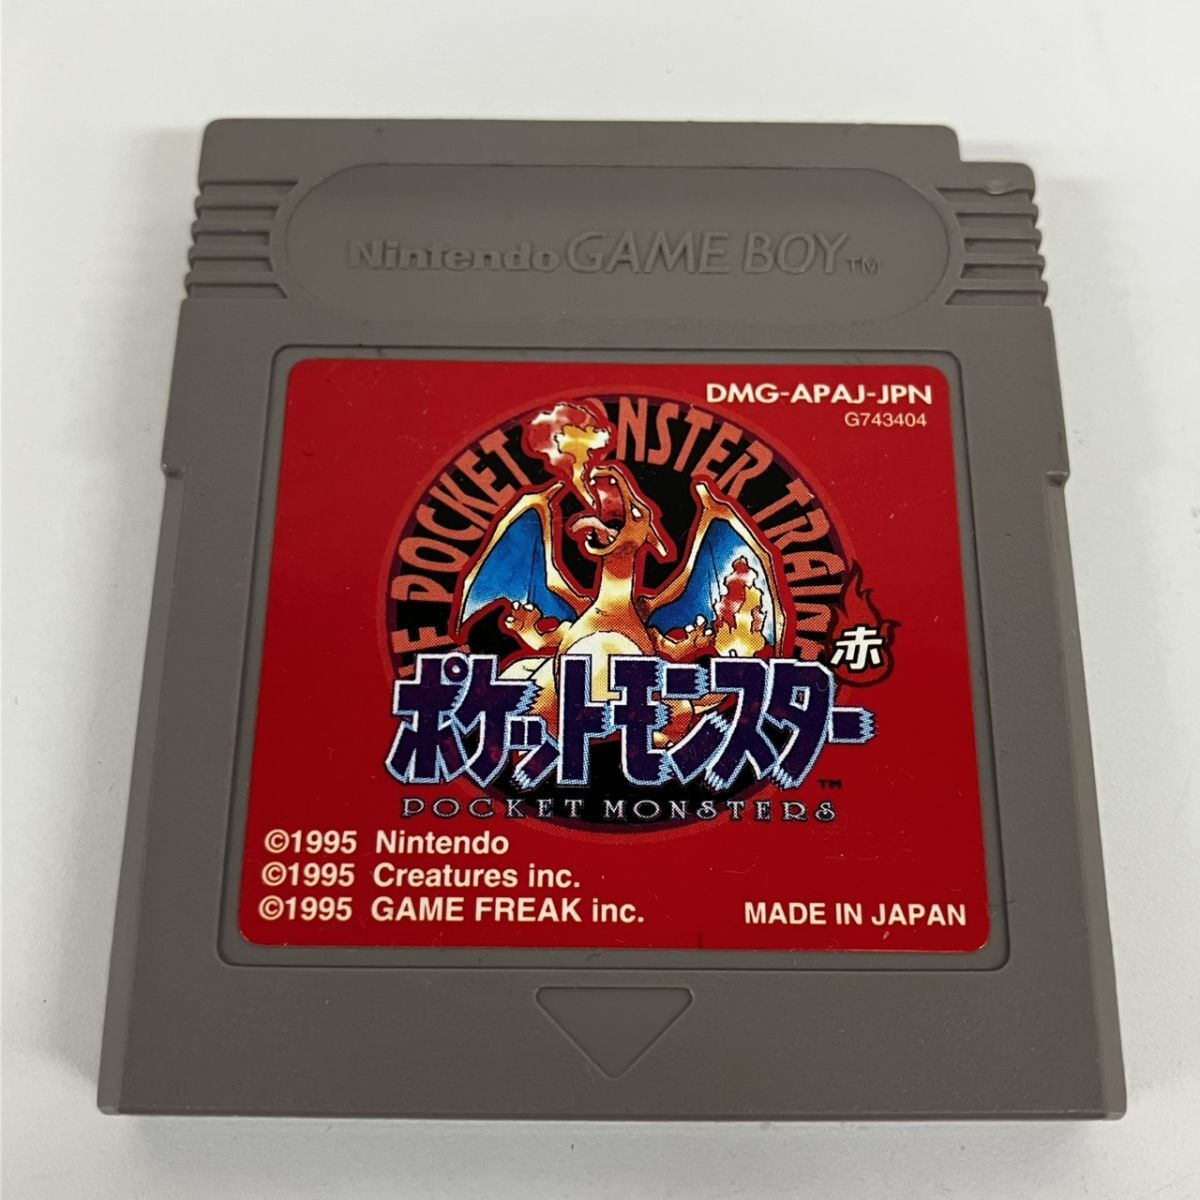 Nintendo GAME BOY™
DMG-APAJ-JPN
G743404
POCKET MONSTER TRAIN
赤
ポケットモンスター™
POCKET MONSTERS
©1995 Nintendo
©1995 Creatures inc.
©1995 GAME FREAK inc.
MADE IN JAPAN